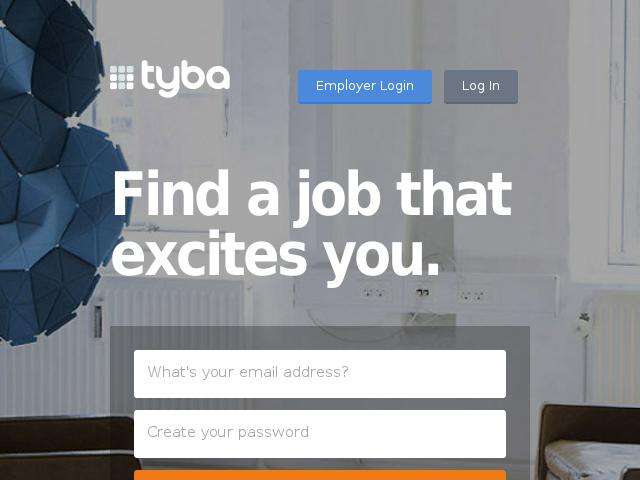 tyba
Employer Login
Log In
Find a job that
excites you.
What's your email address?
Create your password